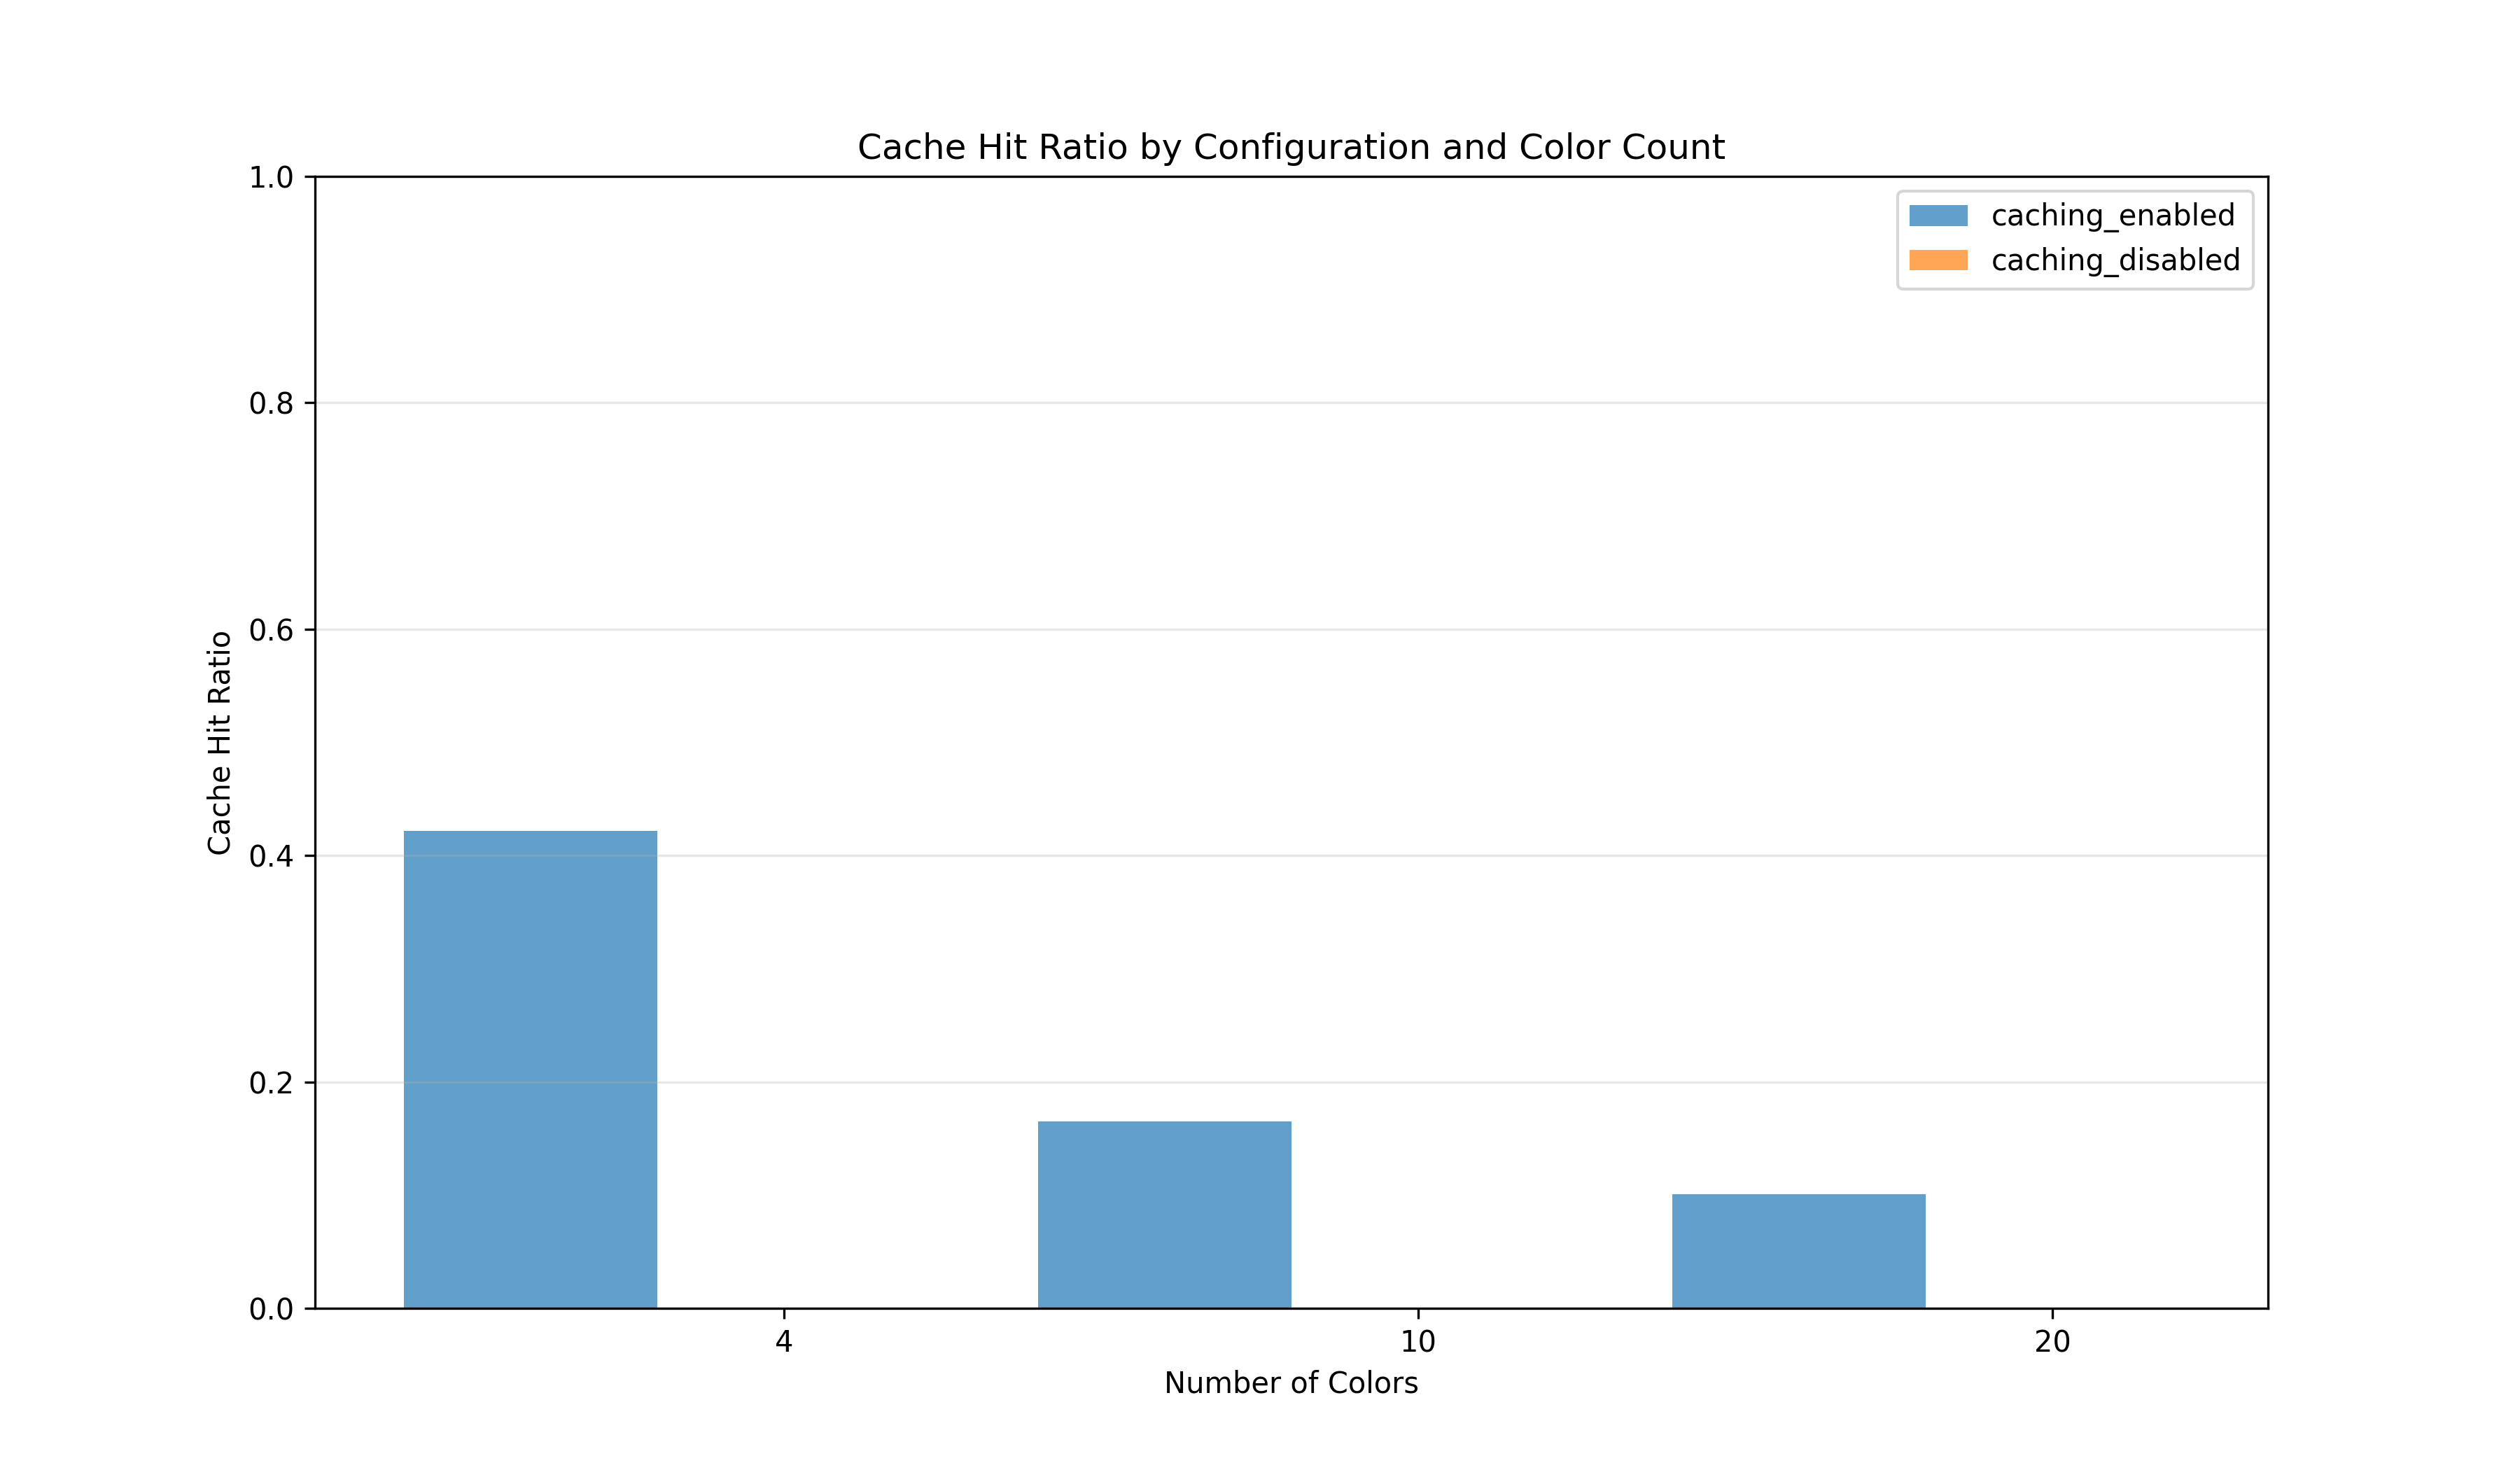 Cache Hit Ratio by Configuration and Color Count
caching_enabled
caching_disabled
1.0
0.8
0.6
0.4
0.2
0.0
Cache Hit Ratio
4
10
20
Number of Colors